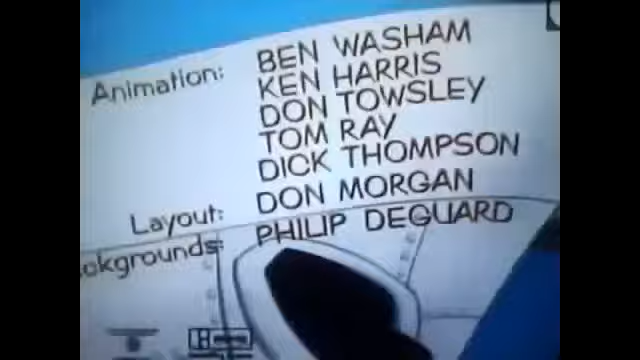 Animation: BEN WASHAM
KEN HARRIS
DON TOWSLEY
TOM RAY
DICK THOMPSON
Layout: DON MORGAN
ckgrounds: PHILIP DEGUARD